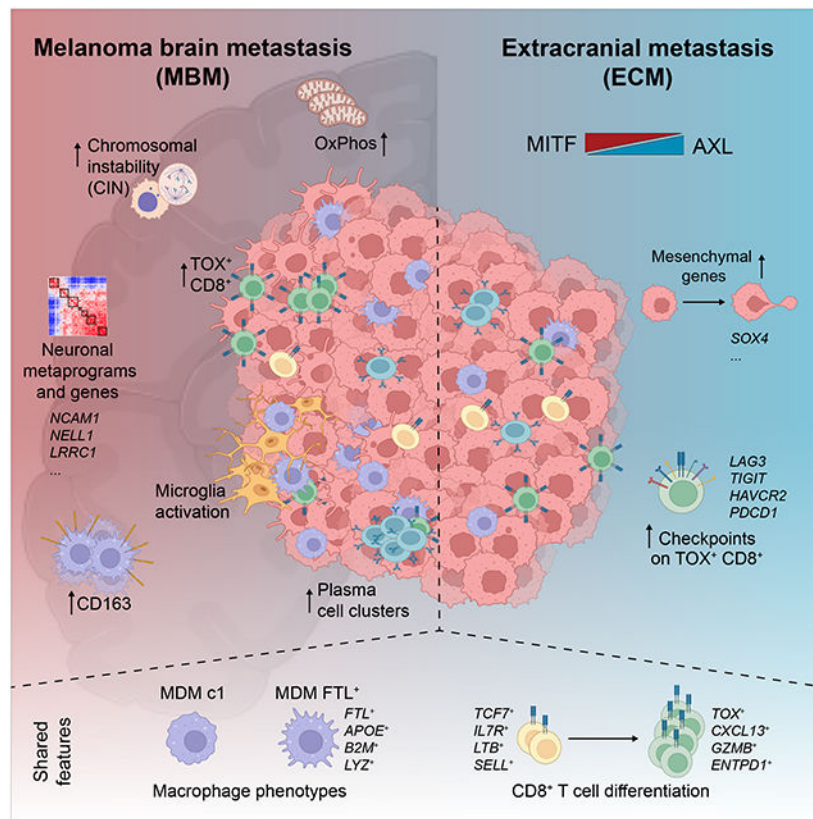 Melanoma brain metastasis
(MBM)
Extracranial metastasis
(ECM)
↑ Chromosomal
instability
(CIN)
OxPhos ↑
MITF
AXL
↑ TOX⁺
CD8⁺
Mesenchymal
genes ↑
SOX4
...
Neuronal
metaprograms
and genes
NCAM1
NELL1
LRRC1
...
Microglia
activation
LAG3
TIGIT
HAVCR2
PDCD1
↑ Checkpoints
on TOX⁺ CD8⁺
↑CD163
↑ Plasma
cell clusters
Shared
features
MDM c1
MDM FTL⁺
FTL⁺
APOE⁺
B2M⁺
LYZ⁺
Macrophage phenotypes
TCF7⁺
IL7R⁺
LTB⁺
SELL⁺
TOX⁺
CXCL13⁺
GZMB⁺
ENTPD1⁺
CD8⁺ T cell differentiation